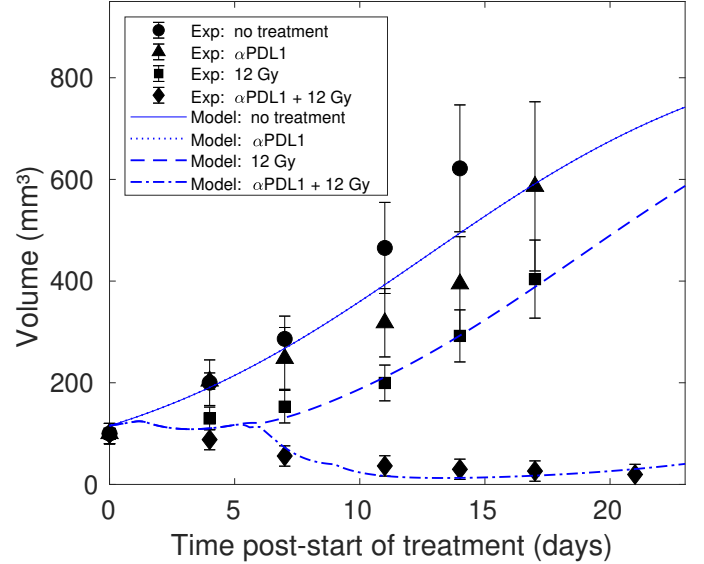 Exp: no treatment
Exp: αPDL1
Exp: 12 Gy
Exp: αPDL1 + 12 Gy
Model: no treatment
Model: αPDL1
Model: 12 Gy
Model: αPDL1 + 12 Gy
800
600
400
200
0
Volume (mm³)
0 5 10 15 20
Time post-start of treatment (days)